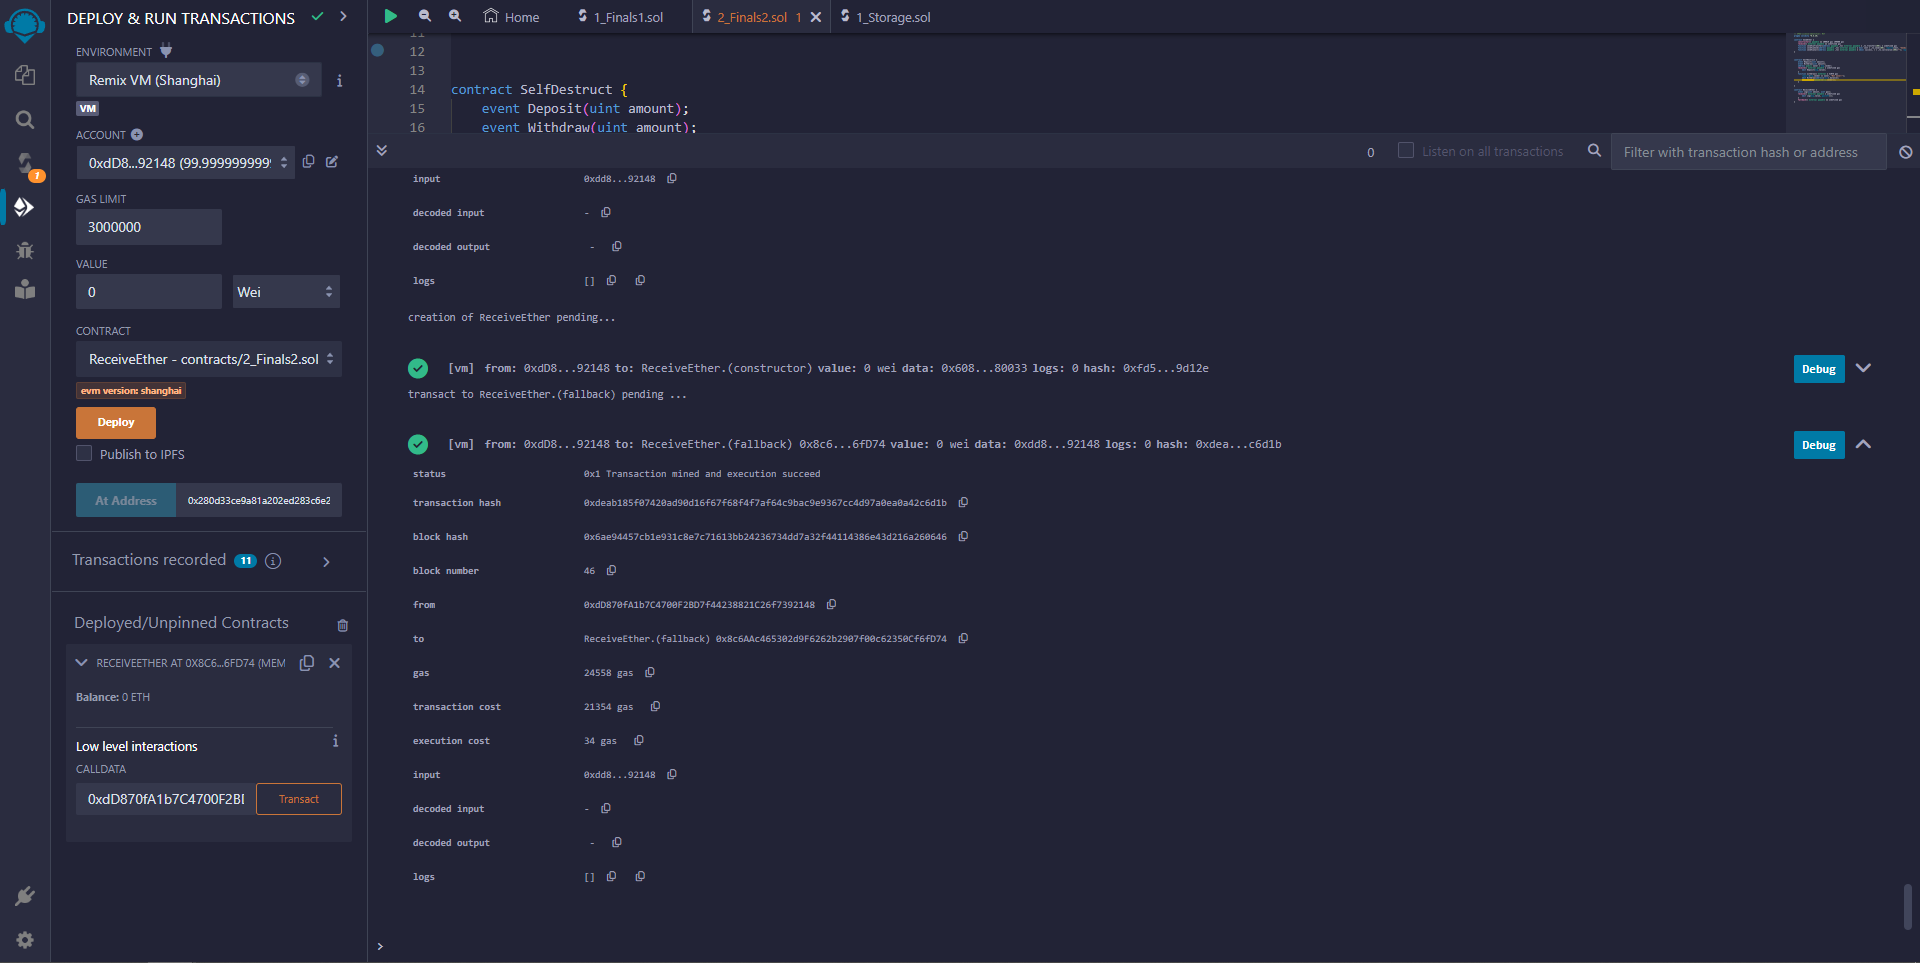 DEPLOY & RUN TRANSACTIONS
ENVIRONMENT
Remix VM (Shanghai)
VM
ACCOUNT
0xdD8...92148 (99.9999999999
GAS LIMIT
3000000
VALUE
0
Wei
CONTRACT
ReceiveEther - contracts/2_Finals2.sol
evm version: shanghai
Deploy
Publish to IPFS
At Address
0x280d33ce9a81a202ed283c6e2
Transactions recorded 11
Deployed/Unpinned Contracts
RECEIVEETHER AT 0X8C6...6FD74 (MEM
Balance: 0 ETH
Low level interactions
CALLDATA
0xdD870fA1b7C4700F2BI
Transact
1
Home
1_Finals1.sol
2_Finals2.sol 1
1_Storage.sol
11
12
13
14 contract SelfDestruct {
15 event Deposit(uint amount);
16 event Withdraw(uint amount);
0
Listen on all transactions
Filter with transaction hash or address
input 0xdd8...92148
decoded input -
decoded output -
logs []
creation of ReceiveEther pending...
[vm] from: 0xdD8...92148 to: ReceiveEther.(constructor) value: 0 wei data: 0x608...80033 logs: 0 hash: 0xfd5...9d12e
Debug
transact to ReceiveEther.(fallback) pending ...
[vm] from: 0xdD8...92148 to: ReceiveEther.(fallback) 0x8c6...6fD74 value: 0 wei data: 0xdd8...92148 logs: 0 hash: 0xdea...c6d1b
Debug
status 0x1 Transaction mined and execution succeed
transaction hash 0xdeab185f07420ad90d16f67f68f4f7af64c9bac9e9367cc4d97a0ea0a42c6d1b
block hash 0x6ae94457cb1e931c8e7c71613bb24236734dd7a32f44114386e43d216a260646
block number 46
from 0xdD870fA1b7C4700F2BD7f44238821C26f7392148
to ReceiveEther.(fallback) 0x8c6AAc465302d9F6262b2907f00c62350Cf6fD74
gas 24558 gas
transaction cost 21354 gas
execution cost 34 gas
input 0xdd8...92148
decoded input -
decoded output -
logs []
>